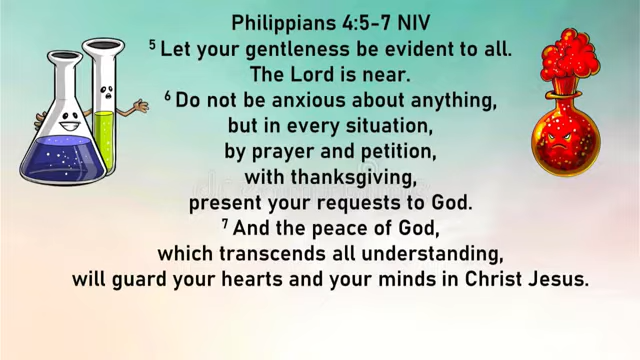 Philippians 4:5-7 NIV
5 Let your gentleness be evident to all.
The Lord is near.
6 Do not be anxious about anything,
but in every situation,
by prayer and petition,
with thanksgiving,
present your requests to God.
7 And the peace of God,
which transcends all understanding,
will guard your hearts and your minds in Christ Jesus.